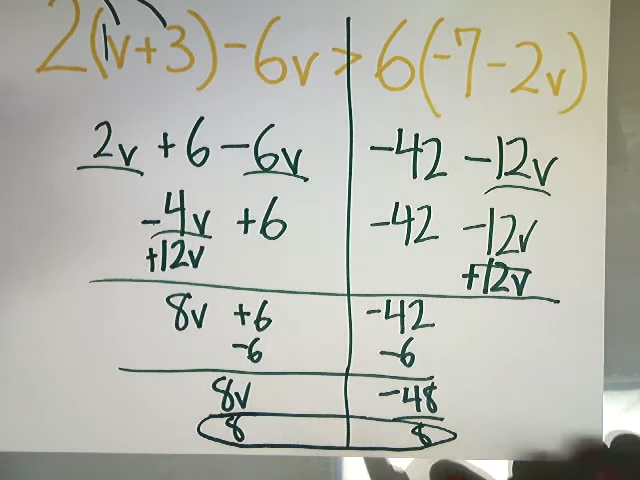 2(1v+3)-6v > 6(-7-2v)
2v +6 -6v -42 -12v
-4v +6 -42 -12v
+12v +12v
8v +6 -42
-6 -6
8v -48
8 8